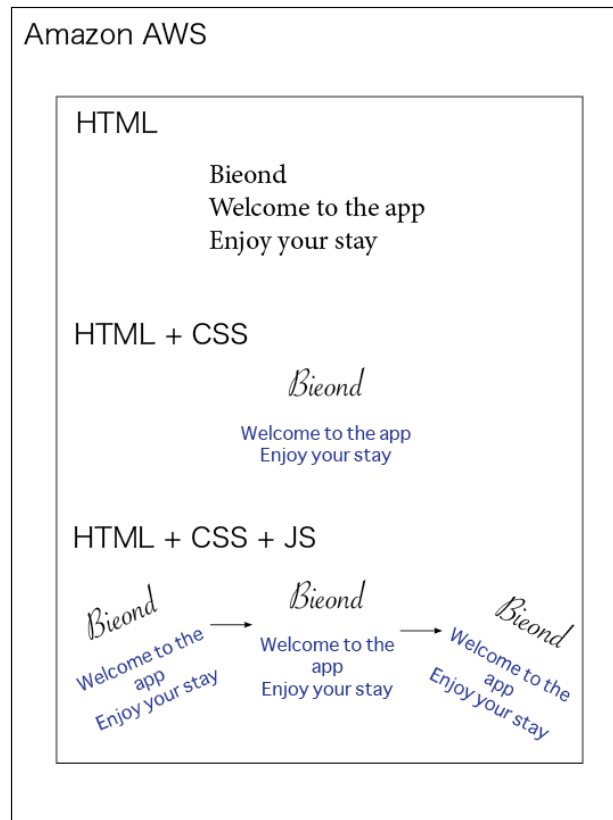 Amazon AWS
HTML
Bieond
Welcome to the app
Enjoy your stay
HTML + CSS
Bieond
Welcome to the app
Enjoy your stay
HTML + CSS + JS
Bieond
Welcome to the
app
Enjoy your stay
Bieond
Welcome to the
app
Enjoy your stay
Bieond
Welcome to the
app
Enjoy your stay